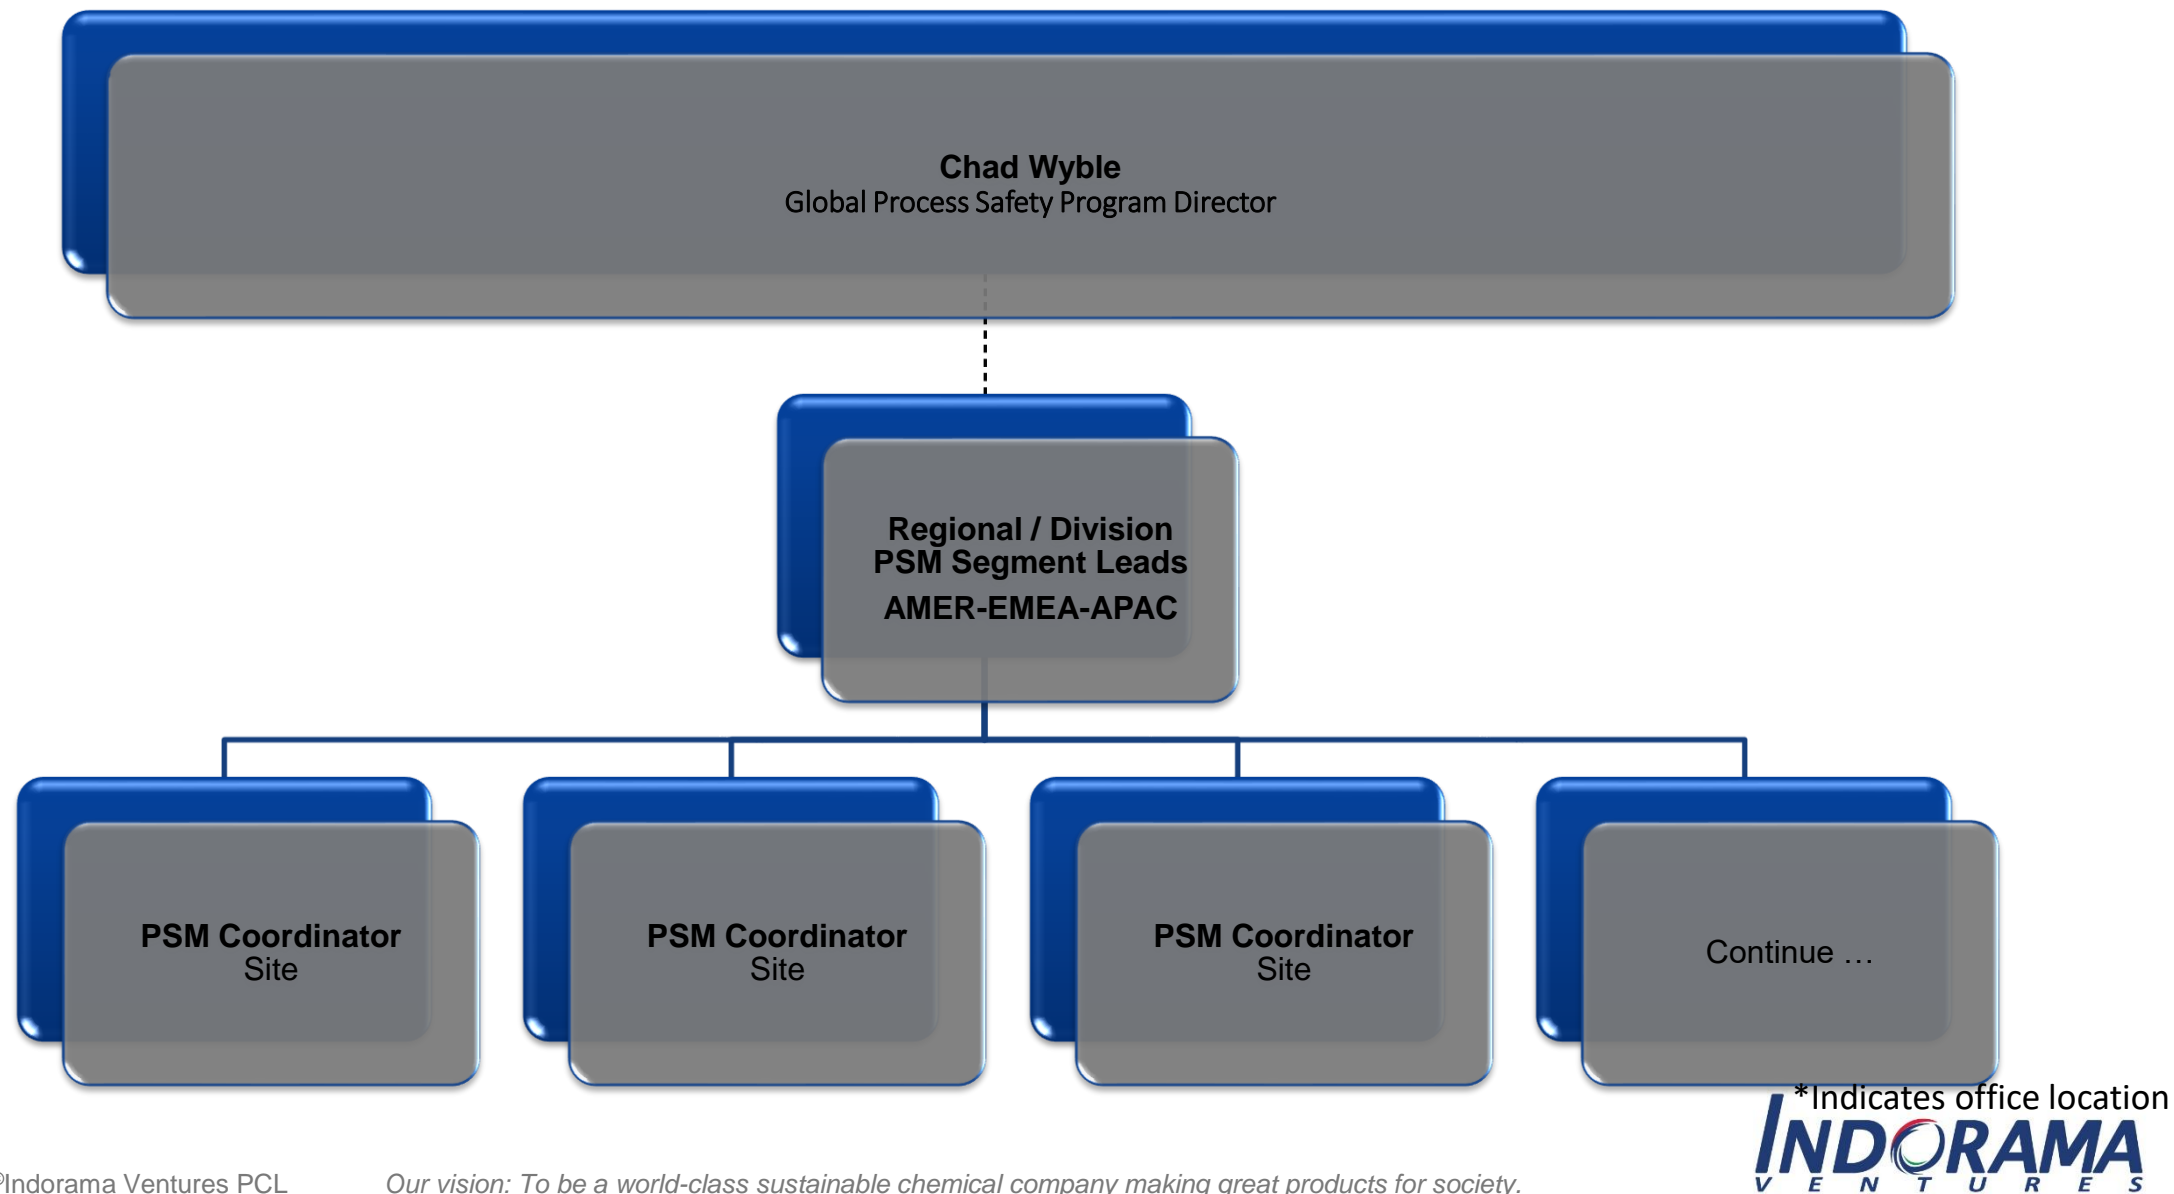 Chad Wyble
Global Process Safety Program Director
Regional / Division
PSM Segment Leads
AMER-EMEA-APAC
PSM Coordinator
Site
PSM Coordinator
Site
PSM Coordinator
Site
Continue …
*Indicates office location
INDORAMA
VENTURES
©Indorama Ventures PCL
Our vision: To be a world-class sustainable chemical company making great products for society.